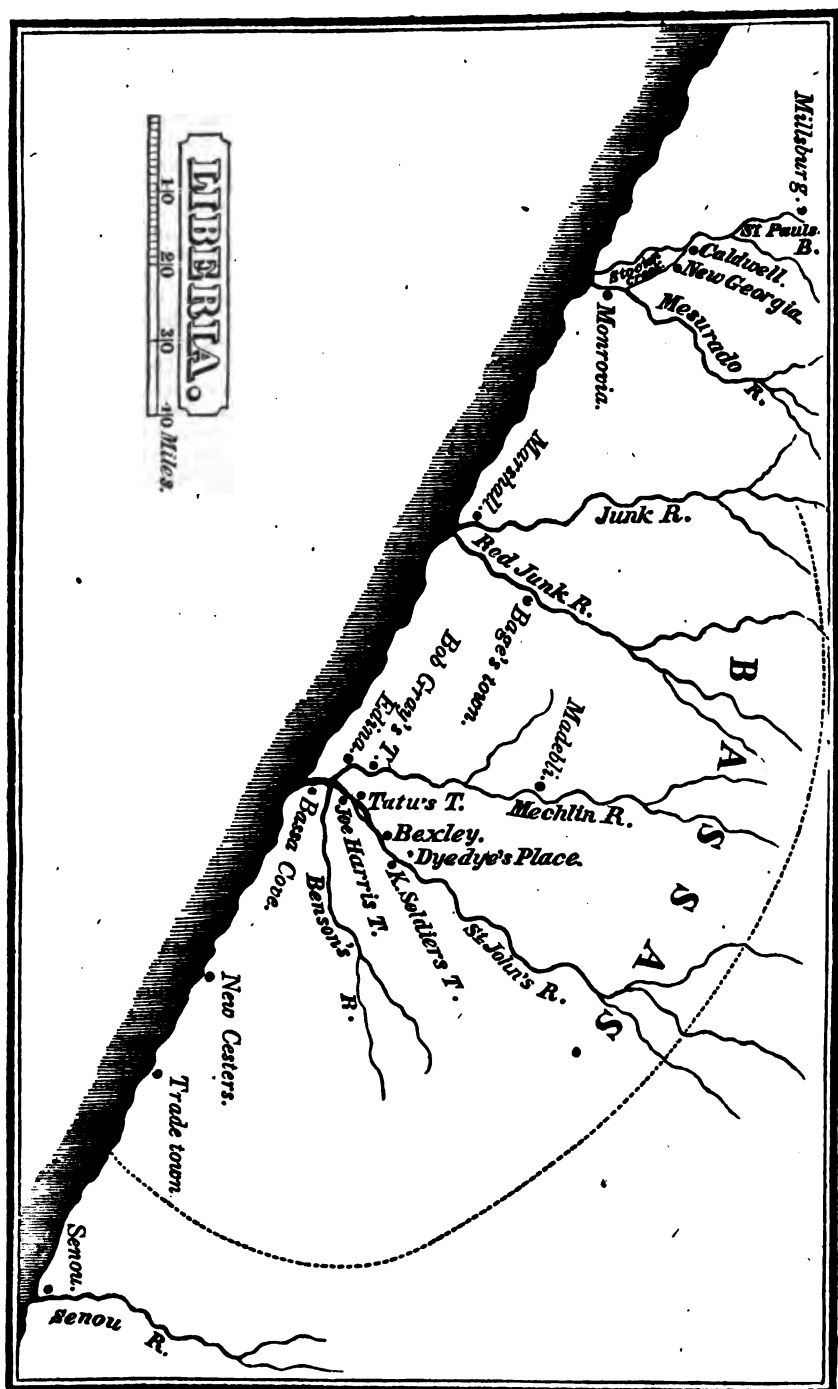 LIBERIA.
10 20 30 40 Miles.
Millsburg.
St Pauls
B.
Caldwell.
New Georgia.
Creek
Monrovia.
Mesurado
R.
Marshall.
Junk R.
Red Junk R.
Bage's town.
BASSAS
Bob Gray's T.
Edina.
Madebli.
Mechlin R.
Tatu's T.
Bexley.
Dyedye's Place.
K. Soldiers T.
Joe Harris T.
St. John's R.
Bassa Cove.
Benson's
R.
New Cesters.
Trade town
Senou.
Senou
R.